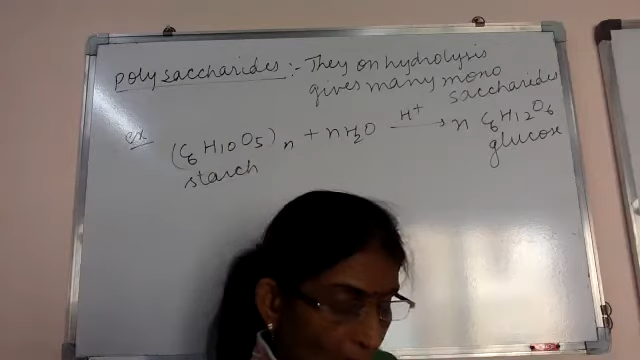 polysaccharides :- They on hydrolysis
gives many mono
saccharides
ex (C6H10O5)n + nH2O H+ → n C6H12O6
starch glucose